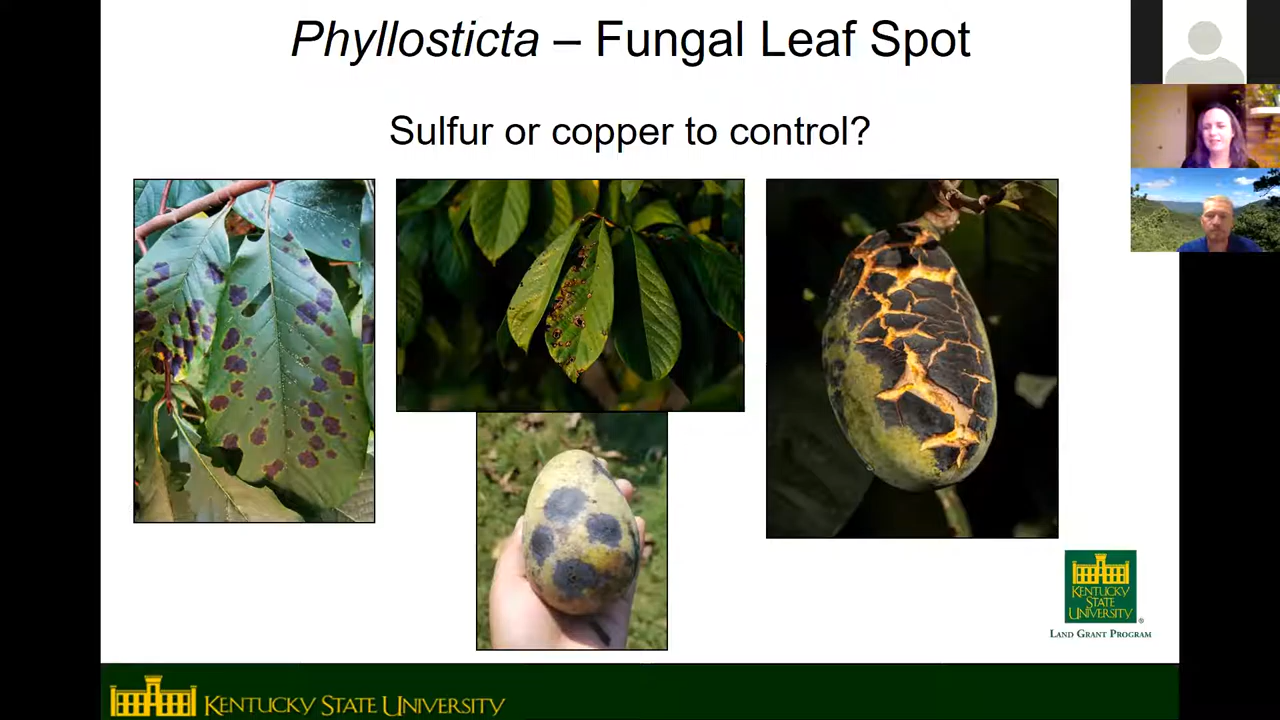 Phyllosticta – Fungal Leaf Spot
Sulfur or copper to control?
KENTUCKY
STATE
UNIVERSITY
®
LAND GRANT PROGRAM
KENTUCKY STATE UNIVERSITY